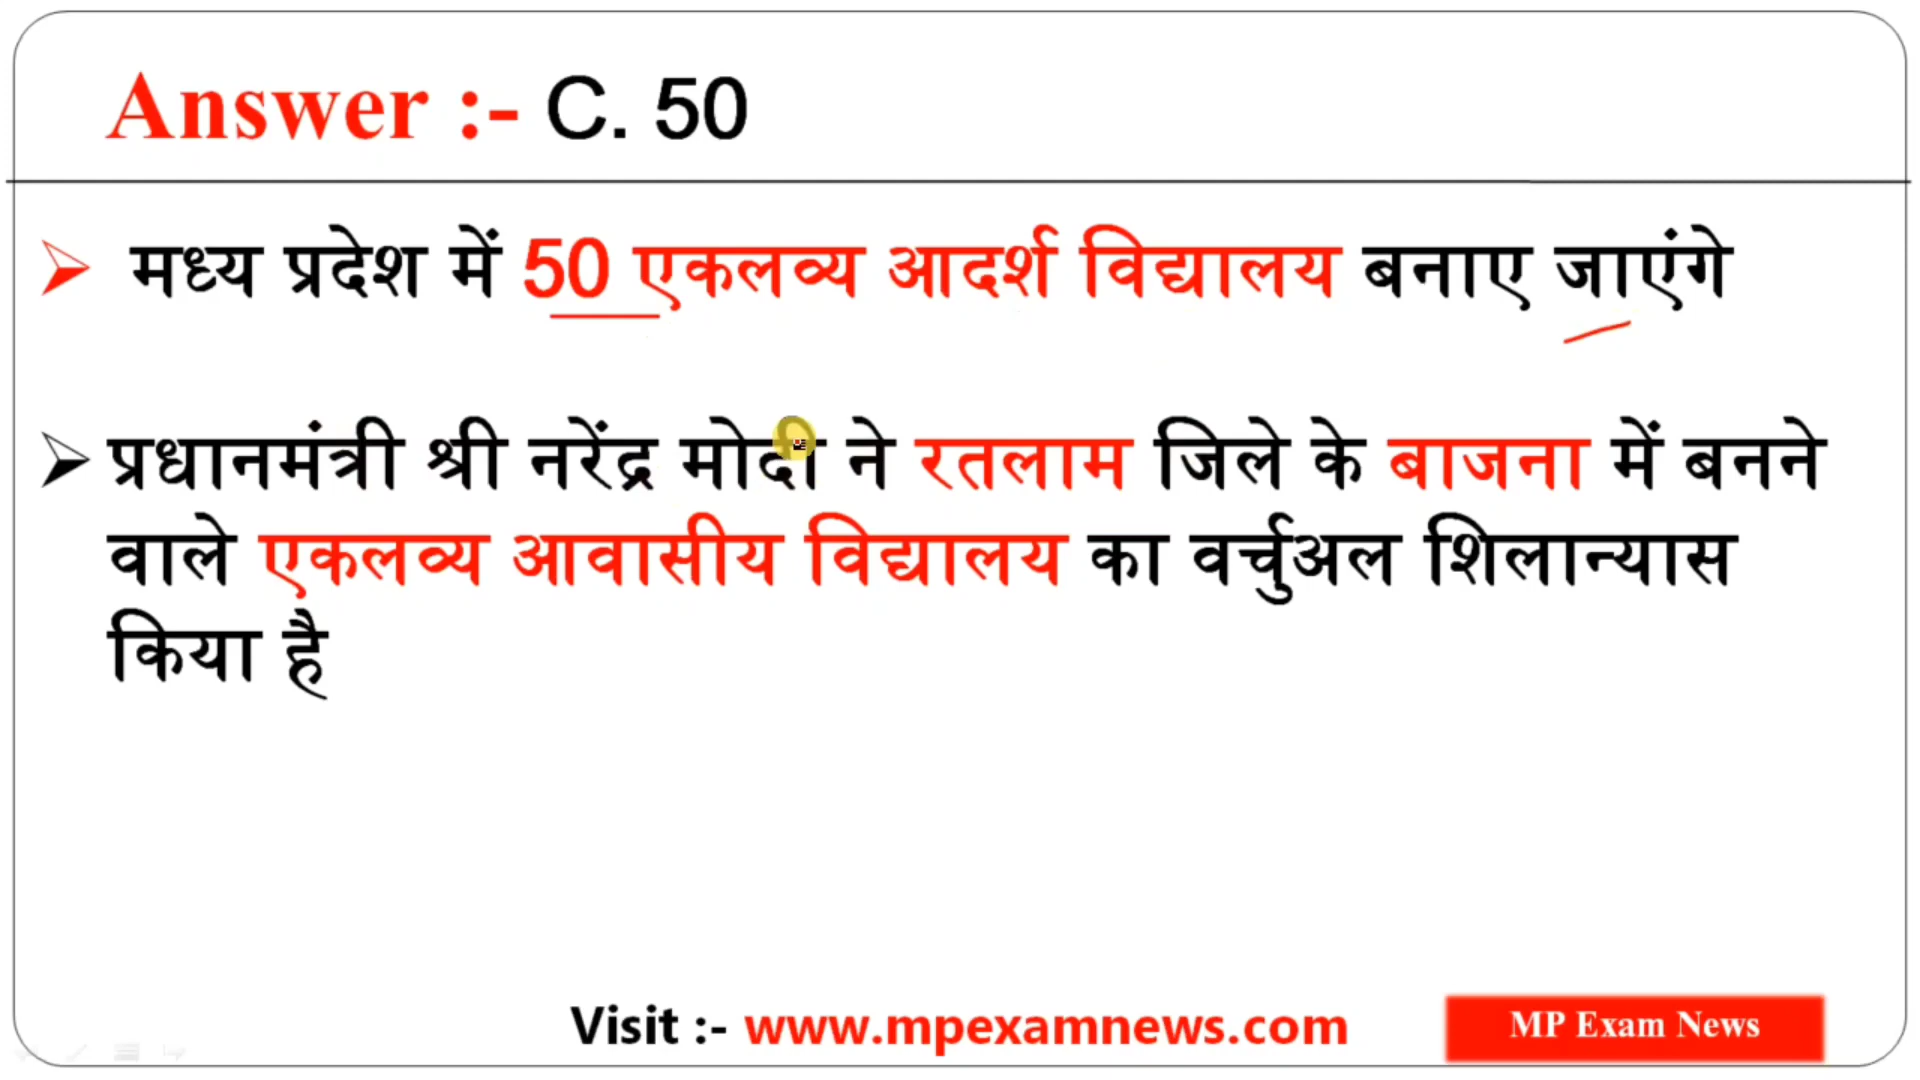 Answer :- C. 50
मध्य प्रदेश में 50 एकलव्य आदर्श विद्यालय बनाए जाएंगे
प्रधानमंत्री श्री नरेंद्र मोदी ने रतलाम जिले के बाजना में बनने
वाले एकलव्य आवासीय विद्यालय का वर्चुअल शिलान्यास
किया है
Visit :- www.mpexamnews.com
MP Exam News